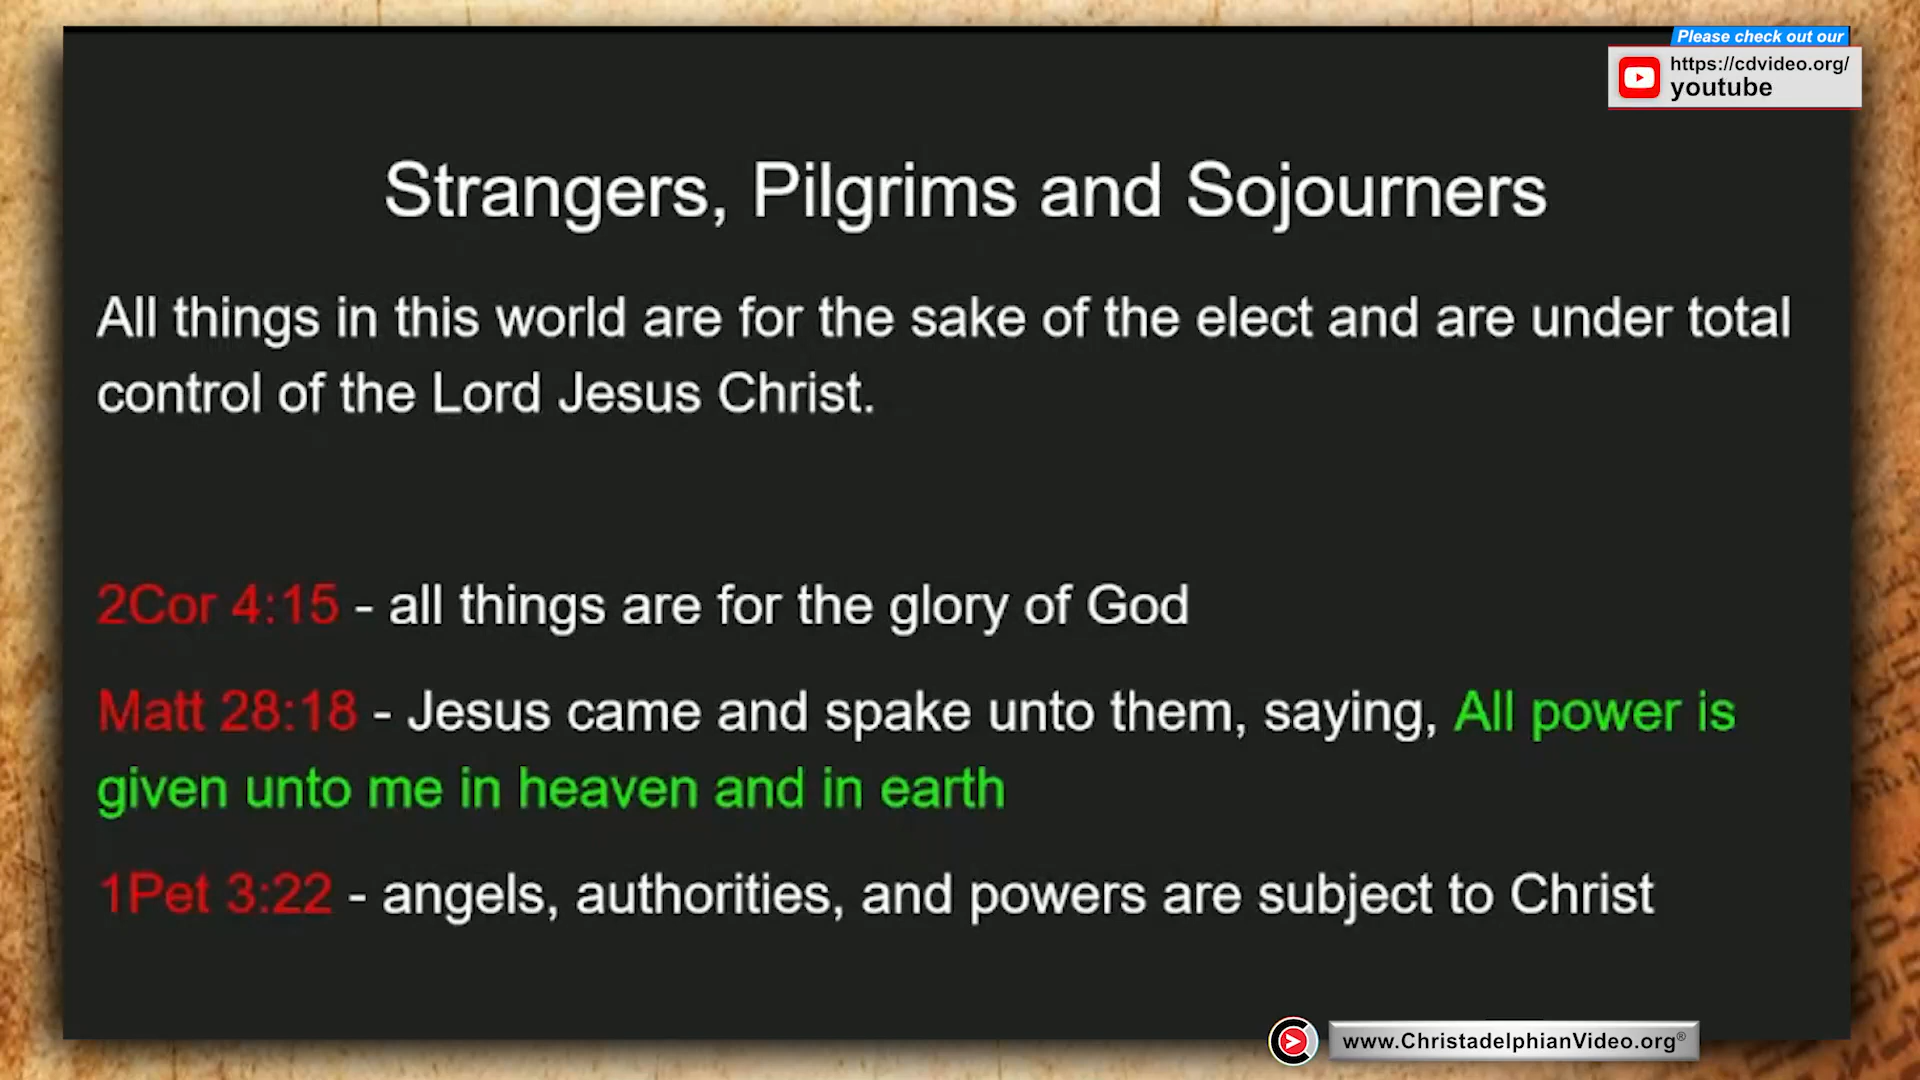 Please check out our
https://cdvideo.org/
youtube
Strangers, Pilgrims and Sojourners
All things in this world are for the sake of the elect and are under total
control of the Lord Jesus Christ.
2Cor 4:15 - all things are for the glory of God
Matt 28:18 - Jesus came and spake unto them, saying, All power is
given unto me in heaven and in earth
1Pet 3:22 - angels, authorities, and powers are subject to Christ
www.ChristadelphianVideo.org®